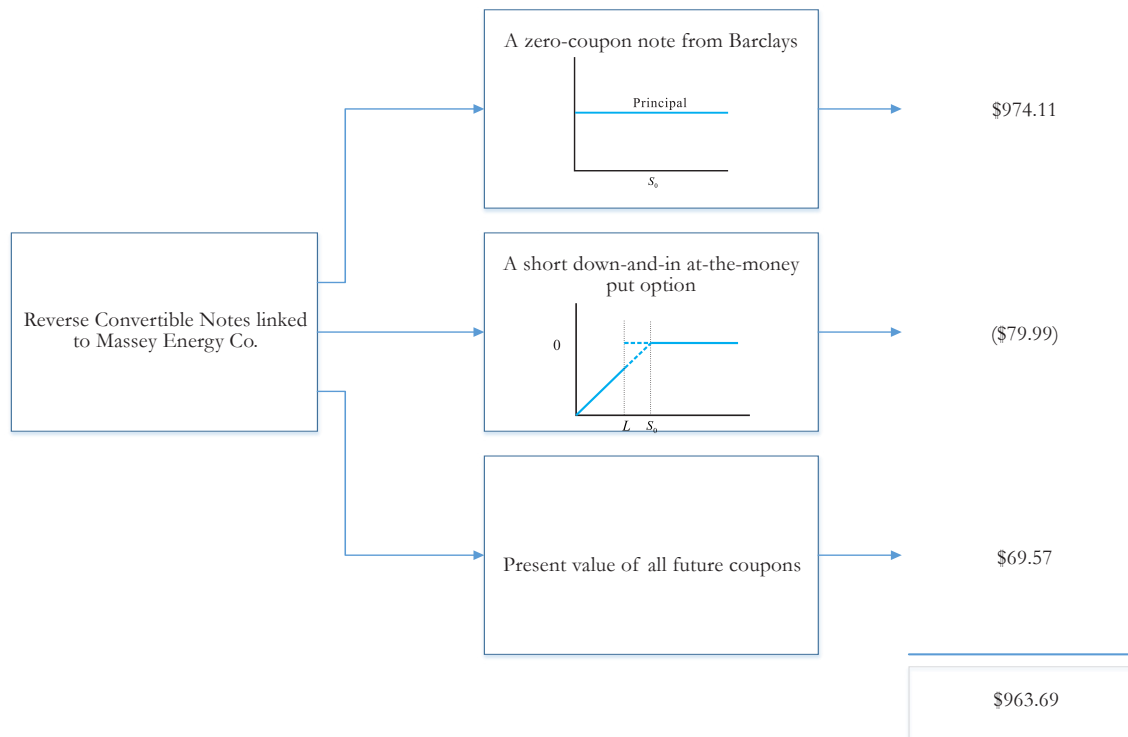 A zero-coupon note from Barclays
Principal
S₀
$974.11
Reverse Convertible Notes linked
to Massey Energy Co.
A short down-and-in at-the-money
put option
0
L S₀
($79.99)
Present value of all future coupons
$69.57
$963.69